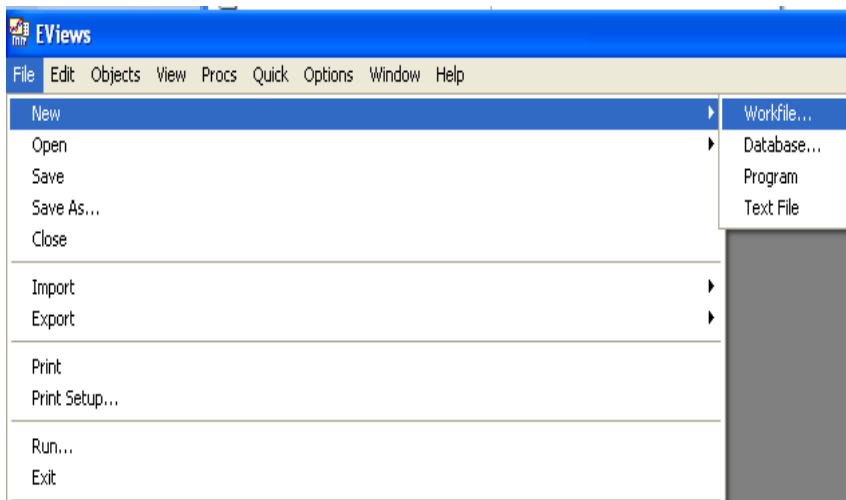 EViews
File Edit Objects View Procs Quick Options Window Help
New
Workfile...
Open
Database...
Save
Program
Save As...
Text File
Close
Import
Export
Print
Print Setup...
Run...
Exit